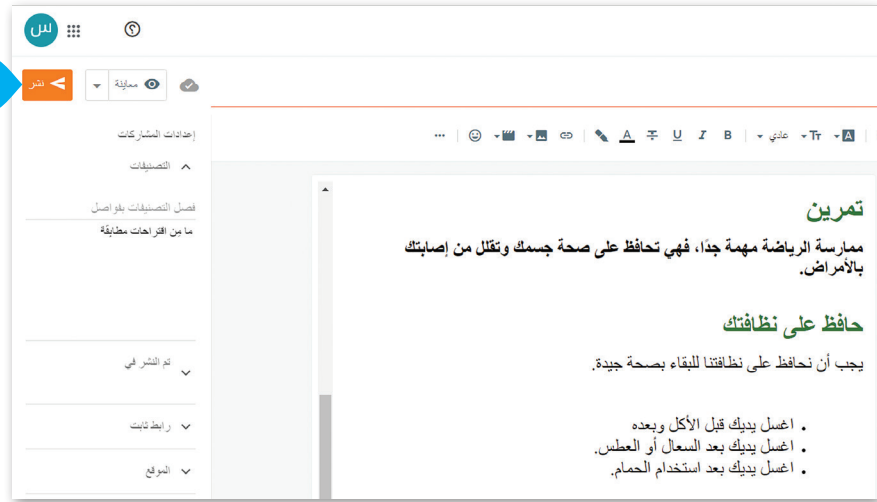 س
نشر
معاينة
إعدادات المشاركات
التصنيفات
فصل التصنيفات بفواصل
ما من اقتراحات مطابقة
تم النشر في
رابط ثابت
الموقع
عادي
B I U A
تمرين
ممارسة الرياضة مهمة جدًا، فهي تحافظ على صحة جسمك وتقلل من إصابتك
بالأمراض.
حافظ على نظافتك
يجب أن نحافظ على نظافتنا للبقاء بصحة جيدة.
• اغسل يديك قبل الأكل وبعده
• اغسل يديك بعد السعال أو العطس.
• اغسل يديك بعد استخدام الحمام.